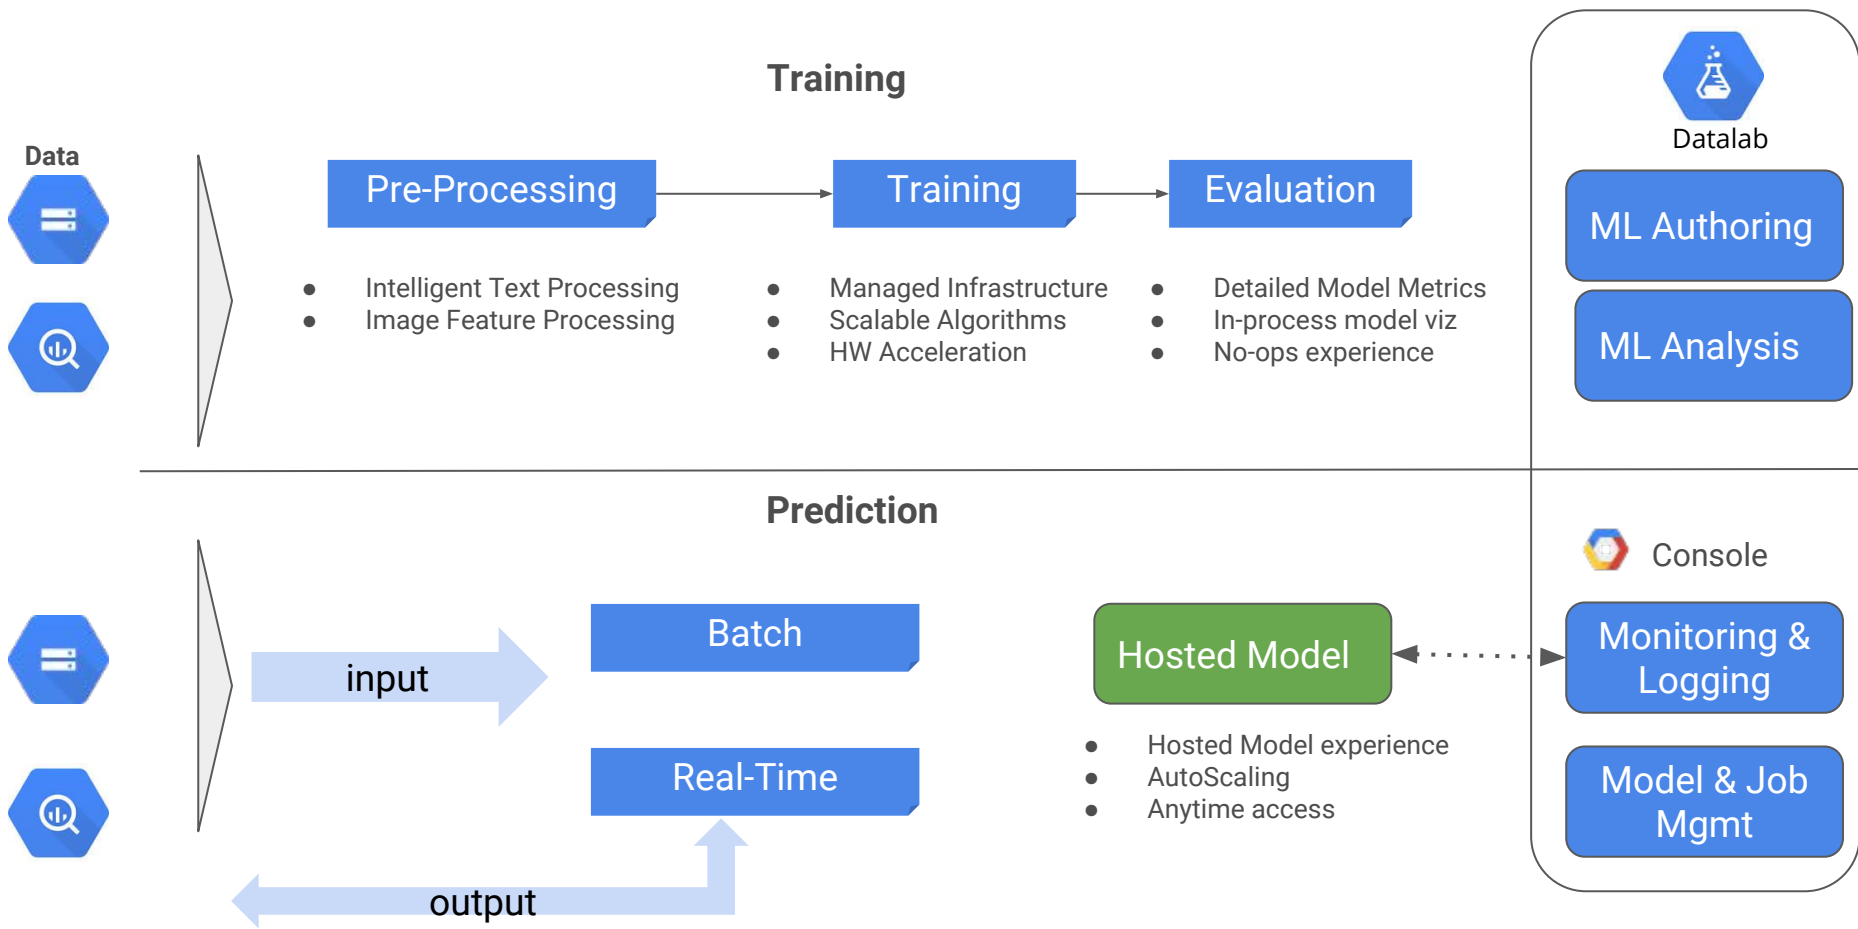 Training
Data
Pre-Processing
Training
Evaluation
● Intelligent Text Processing
● Image Feature Processing
● Managed Infrastructure
● Scalable Algorithms
● HW Acceleration
● Detailed Model Metrics
● In-process model viz
● No-ops experience
Datalab
ML Authoring
ML Analysis
Prediction
input
Batch
Real-Time
output
Hosted Model
● Hosted Model experience
● AutoScaling
● Anytime access
Console
Monitoring &
Logging
Model & Job
Mgmt